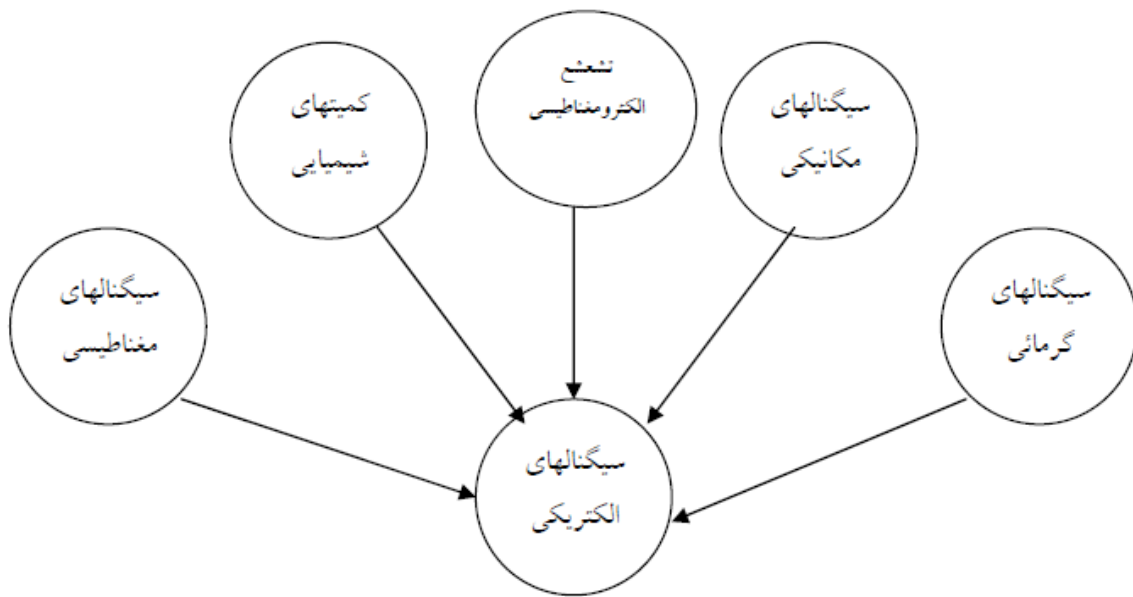 تشعشع
الکترومغناطیسی
سیگنالهای
مکانیکی
کمیتهای
شیمیایی
سیگنالهای
گرمائی
سیگنالهای
مغناطیسی
سیگنالهای
الکتریکی